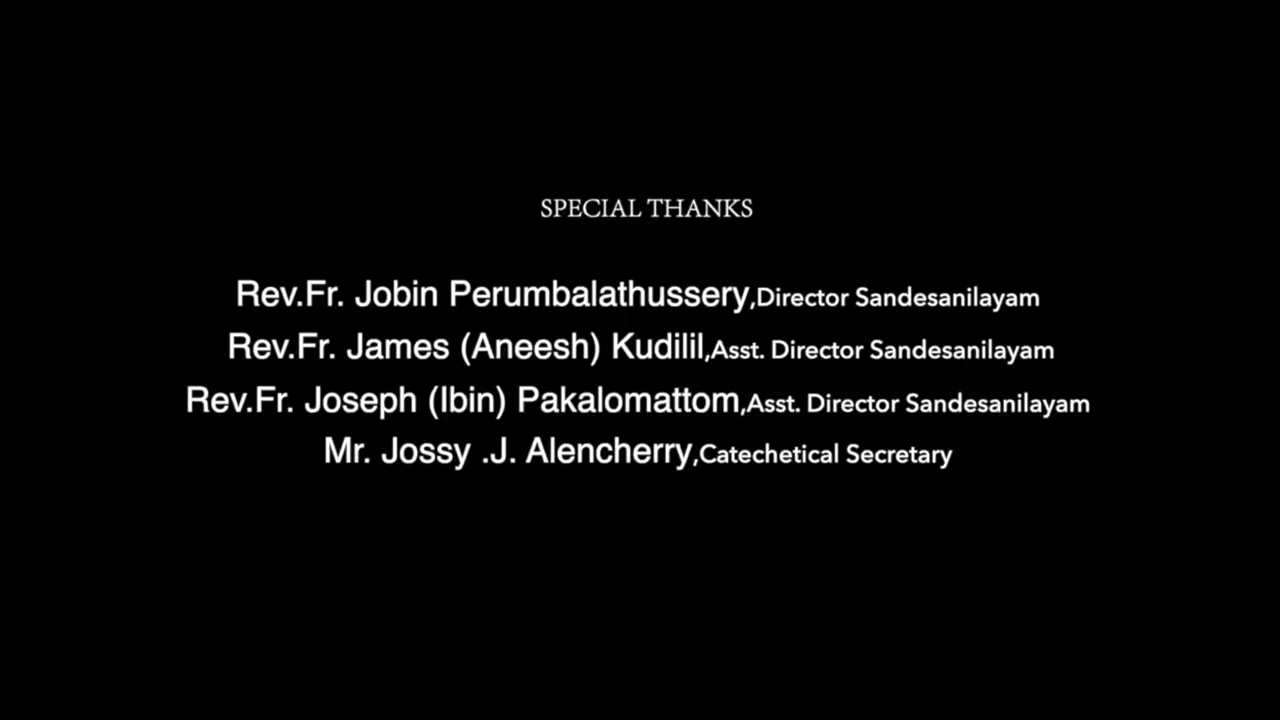 SPECIAL THANKS
Rev.Fr. Jobin Perumbalathussery,Director Sandesanilayam
Rev.Fr. James (Aneesh) Kudilil,Asst. Director Sandesanilayam
Rev.Fr. Joseph (Ibin) Pakalomattom,Asst. Director Sandesanilayam
Mr. Jossy .J. Alencherry,Catechetical Secretary